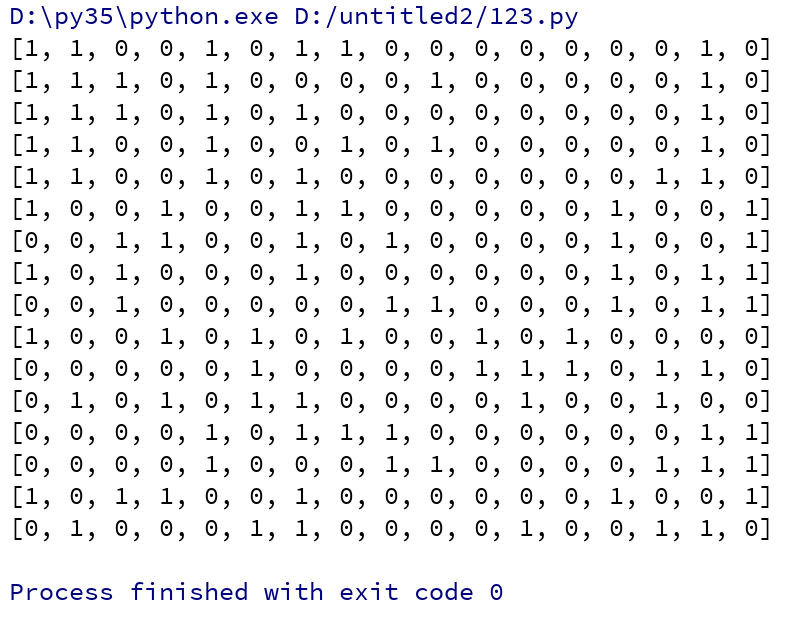 D:\py35\python.exe D:/untitled2/123.py
[1, 1, 0, 0, 1, 0, 1, 1, 0, 0, 0, 0, 0, 0, 0, 1, 0]
[1, 1, 1, 0, 1, 0, 0, 0, 0, 1, 0, 0, 0, 0, 0, 1, 0]
[1, 1, 1, 0, 1, 0, 1, 0, 0, 0, 0, 0, 0, 0, 0, 1, 0]
[1, 1, 0, 0, 1, 0, 0, 1, 0, 1, 0, 0, 0, 0, 0, 1, 0]
[1, 1, 0, 0, 1, 0, 1, 0, 0, 0, 0, 0, 0, 0, 1, 1, 0]
[1, 0, 0, 1, 0, 0, 1, 1, 0, 0, 0, 0, 0, 1, 0, 0, 1]
[0, 0, 1, 1, 0, 0, 1, 0, 1, 0, 0, 0, 0, 1, 0, 0, 1]
[1, 0, 1, 0, 0, 0, 1, 0, 0, 0, 0, 0, 0, 1, 0, 1, 1]
[0, 0, 1, 0, 0, 0, 0, 0, 1, 1, 0, 0, 0, 1, 0, 1, 1]
[1, 0, 0, 1, 0, 1, 0, 1, 0, 0, 1, 0, 1, 0, 0, 0, 0]
[0, 0, 0, 0, 0, 1, 0, 0, 0, 0, 1, 1, 1, 0, 1, 1, 0]
[0, 1, 0, 1, 0, 1, 1, 0, 0, 0, 0, 1, 0, 0, 1, 0, 0]
[0, 0, 0, 0, 1, 0, 1, 1, 1, 0, 0, 0, 0, 0, 0, 1, 1]
[0, 0, 0, 0, 1, 0, 0, 0, 1, 1, 0, 0, 0, 0, 1, 1, 1]
[1, 0, 1, 1, 0, 0, 1, 0, 0, 0, 0, 0, 0, 1, 0, 0, 1]
[0, 1, 0, 0, 0, 1, 1, 0, 0, 0, 0, 1, 0, 0, 1, 1, 0]
Process finished with exit code 0